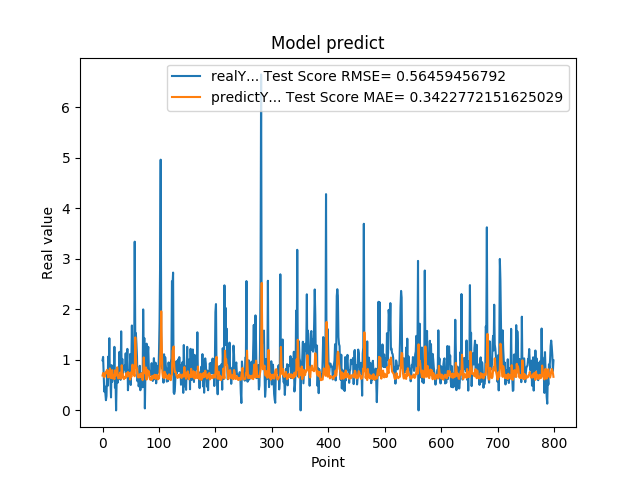 Model predict
realY... Test Score RMSE= 0.56459456792
predictY... Test Score MAE= 0.3422772151625029
Real value
6
5
4
3
2
1
0
0 100 200 300 400 500 600 700 800
Point